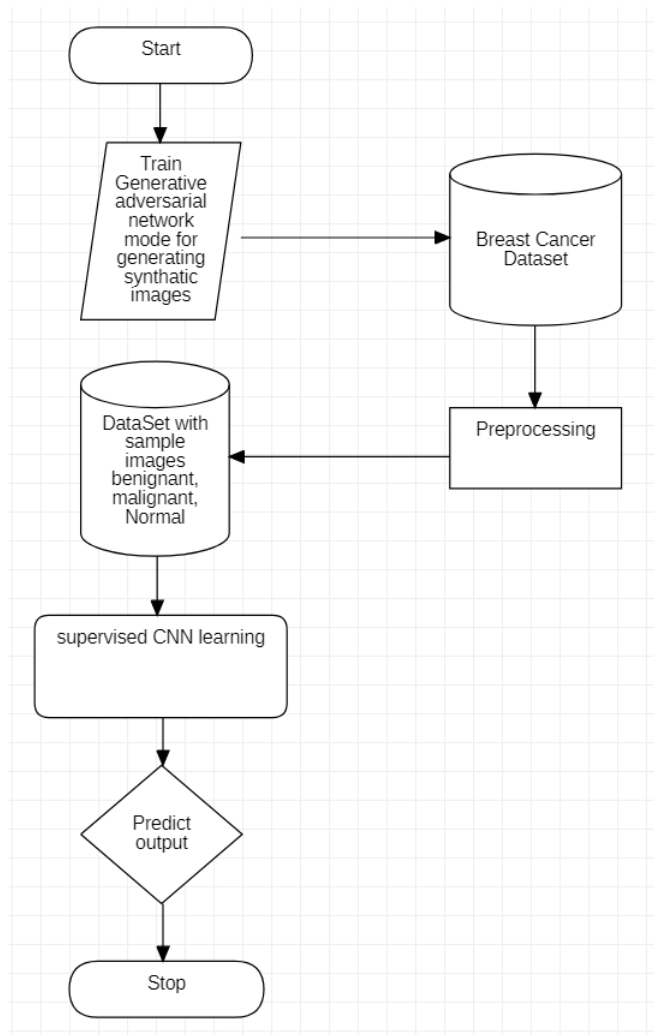 Start
Train
Generative
adversarial
network
mode for
generating
synthatic
images
Breast Cancer
Dataset
Preprocessing
DataSet with
sample
images
benignant,
malignant,
Normal
supervised CNN learning
Predict
output
Stop